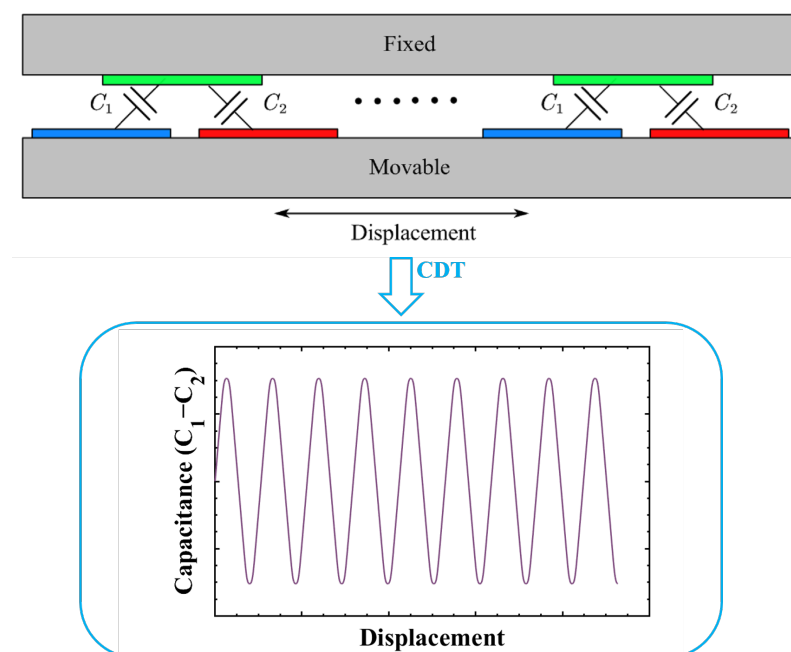 Fixed
C1 C2 ...... C1 C2
Movable
Displacement
CDT
Capacitance (C1−C2)
Displacement